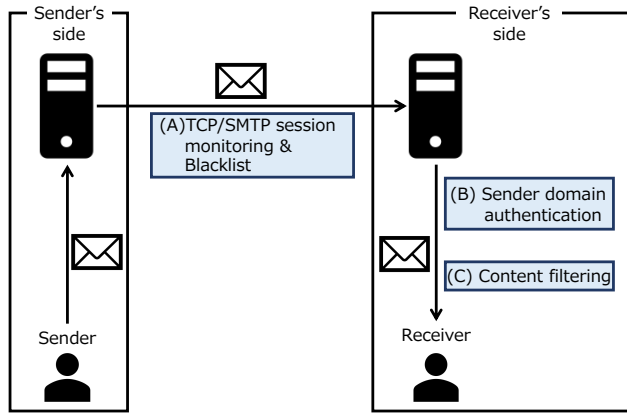 Sender's
side
Receiver's
side
(A)TCP/SMTP session
monitoring &
Blacklist
(B) Sender domain
authentication
(C) Content filtering
Sender
Receiver